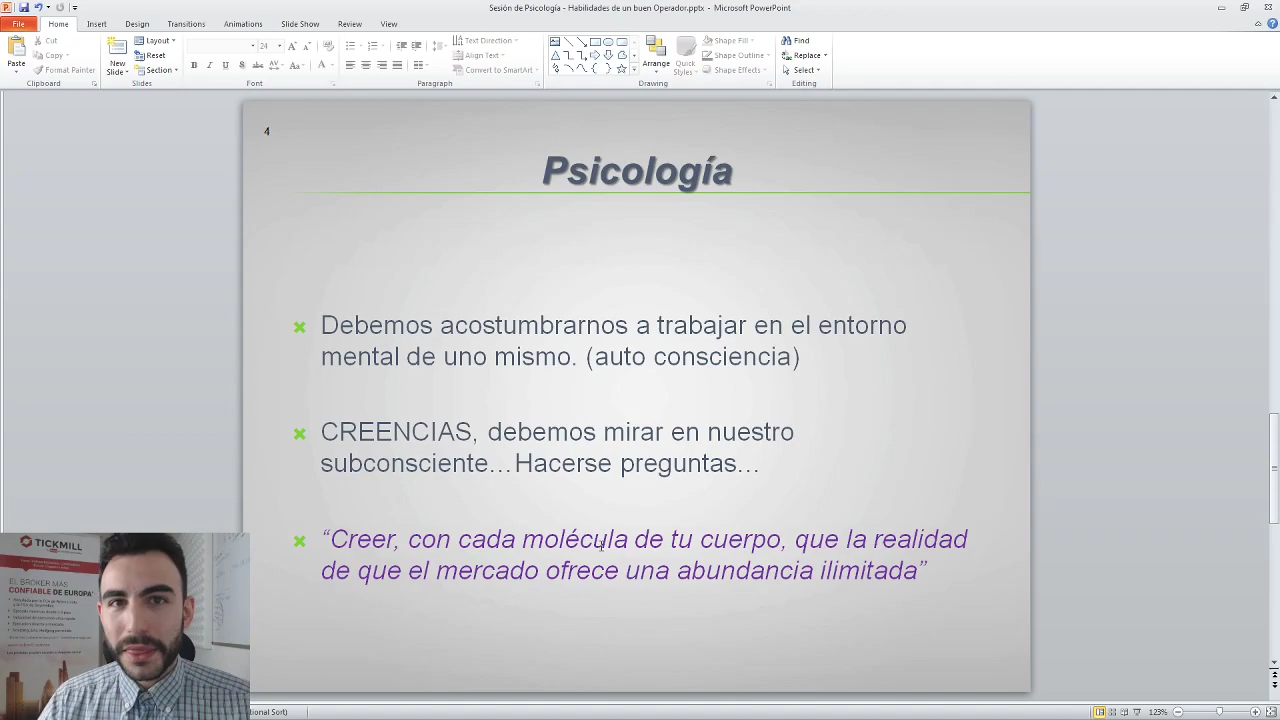 Sesión de Psicología - Habilidades de un buen Operador.pptx - Microsoft PowerPoint
File Home Insert Design Transitions Animations Slide Show Review View
Paste
Cut
Copy
Format Painter
Clipboard
New Slide
Layout
Reset
Section
Slides
24
Font
Text Direction
Align Text
Convert to SmartArt
Paragraph
Arrange
Quick Styles
Shape Fill
Shape Outline
Shape Effects
Drawing
Find
Replace
Select
Editing
4
Psicología
Debemos acostumbrarnos a trabajar en el entorno
mental de uno mismo. (auto consciencia)
CREENCIAS, debemos mirar en nuestro
subconsciente…Hacerse preguntas…
“Creer, con cada molécula de tu cuerpo, que la realidad
de que el mercado ofrece una abundancia ilimitada”
TICKMILL
EL BROKER MAS
CONFIABLE DE EUROPA
tional Sort)
123%